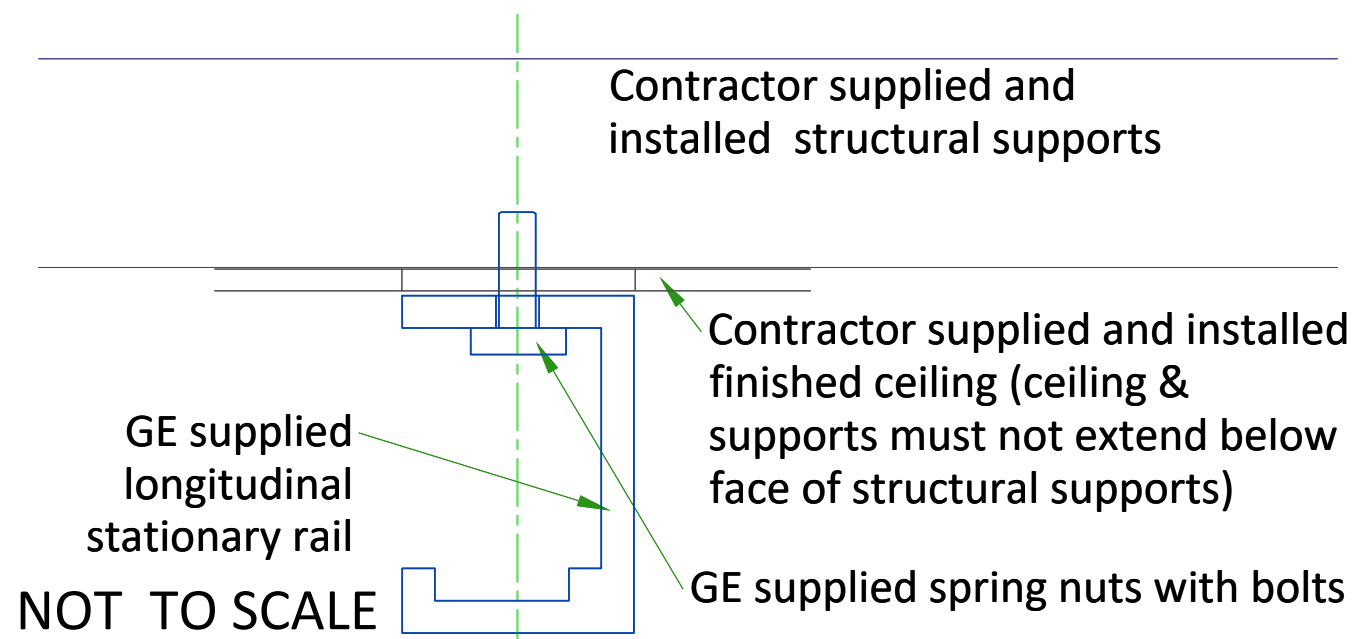 Contractor supplied and
installed  structural supports
Contractor supplied and installed
finished ceiling (ceiling &
supports must not extend below
face of structural supports)
GE supplied
longitudinal
stationary rail
GE supplied spring nuts with bolts
NOT  TO SCALE